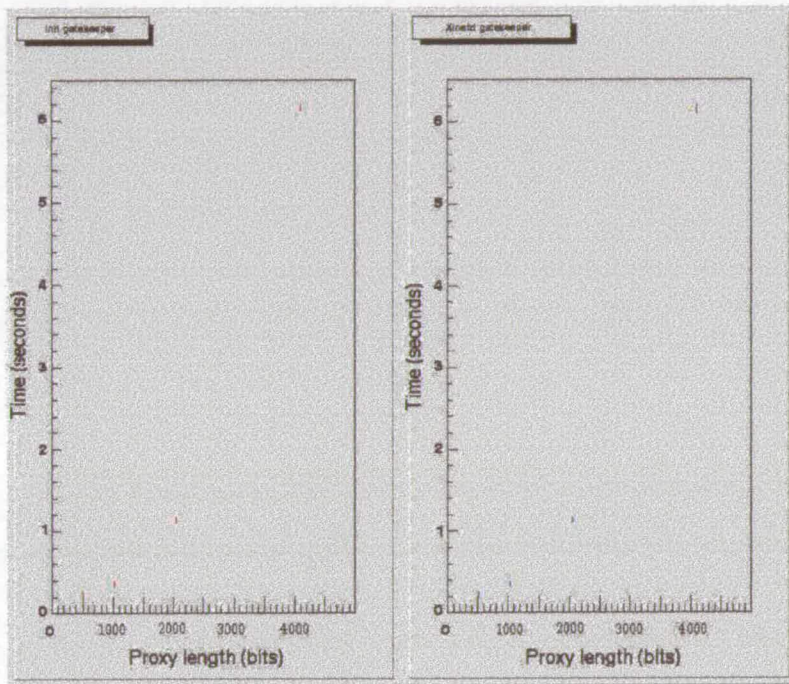 Init gatekeeper
6
5
4
3
2
1
0
Time (seconds)
0 1000 2000 3000 4000
Proxy length (bits)
Xinetd gatekeeper
6
5
4
3
2
1
0
Time (seconds)
0 1000 2000 3000 4000
Proxy length (bits)